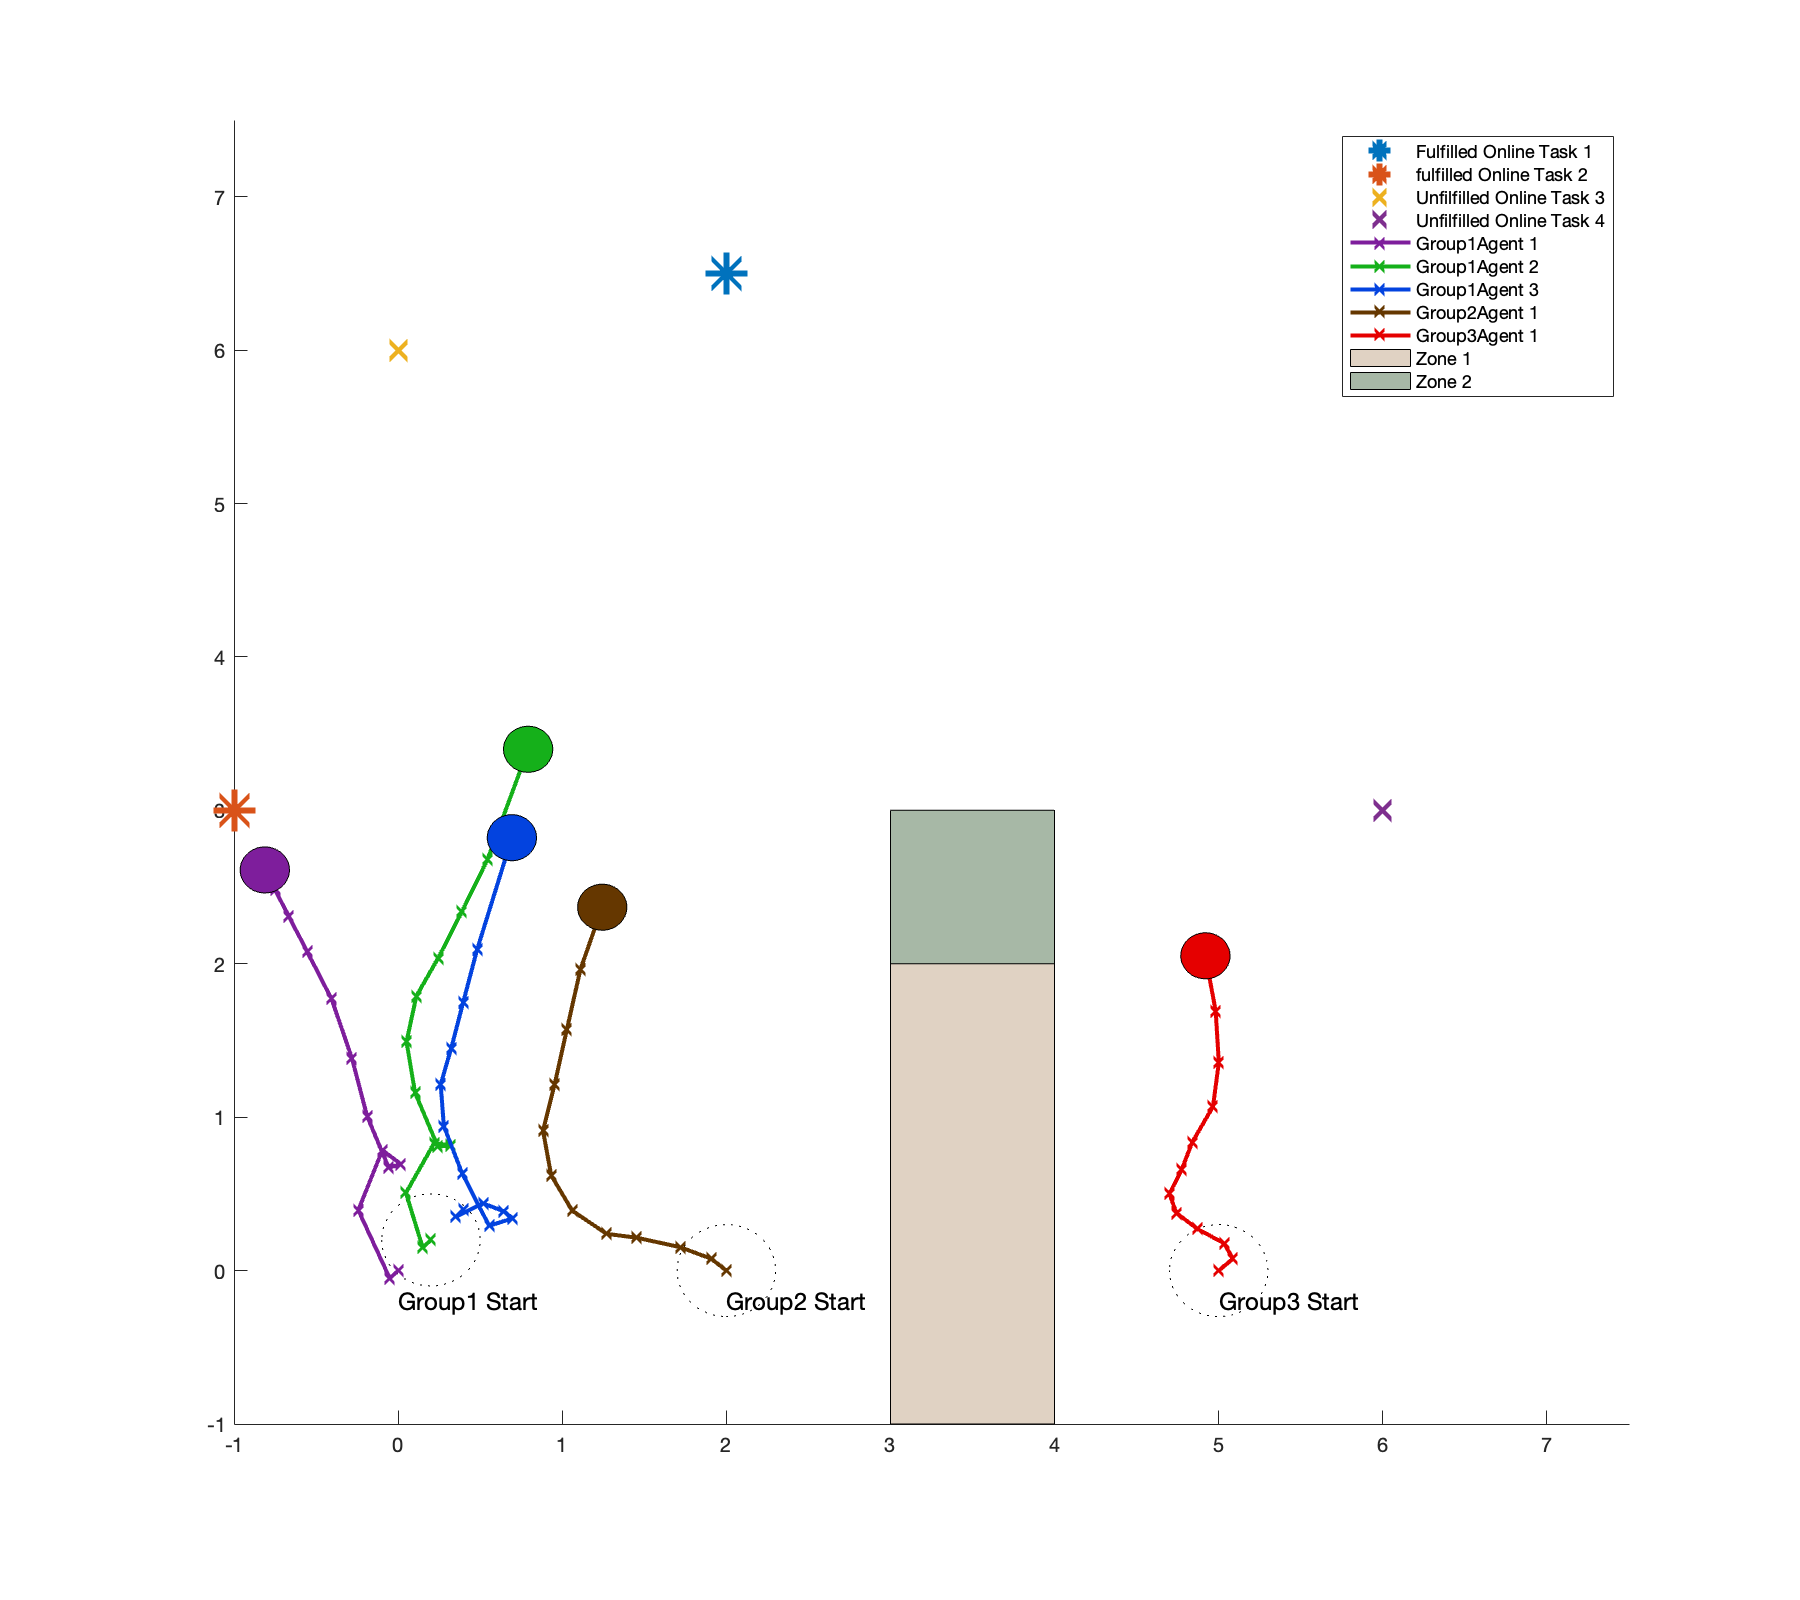 Fulfilled Online Task 1
fulfilled Online Task 2
Unfilfilled Online Task 3
Unfilfilled Online Task 4
Group1Agent 1
Group1Agent 2
Group1Agent 3
Group2Agent 1
Group3Agent 1
Zone 1
Zone 2
7
6
5
4
3
2
1
0
-1
Group1 Start
Group2 Start
Group3 Start
-1 0 1 2 3 4 5 6 7